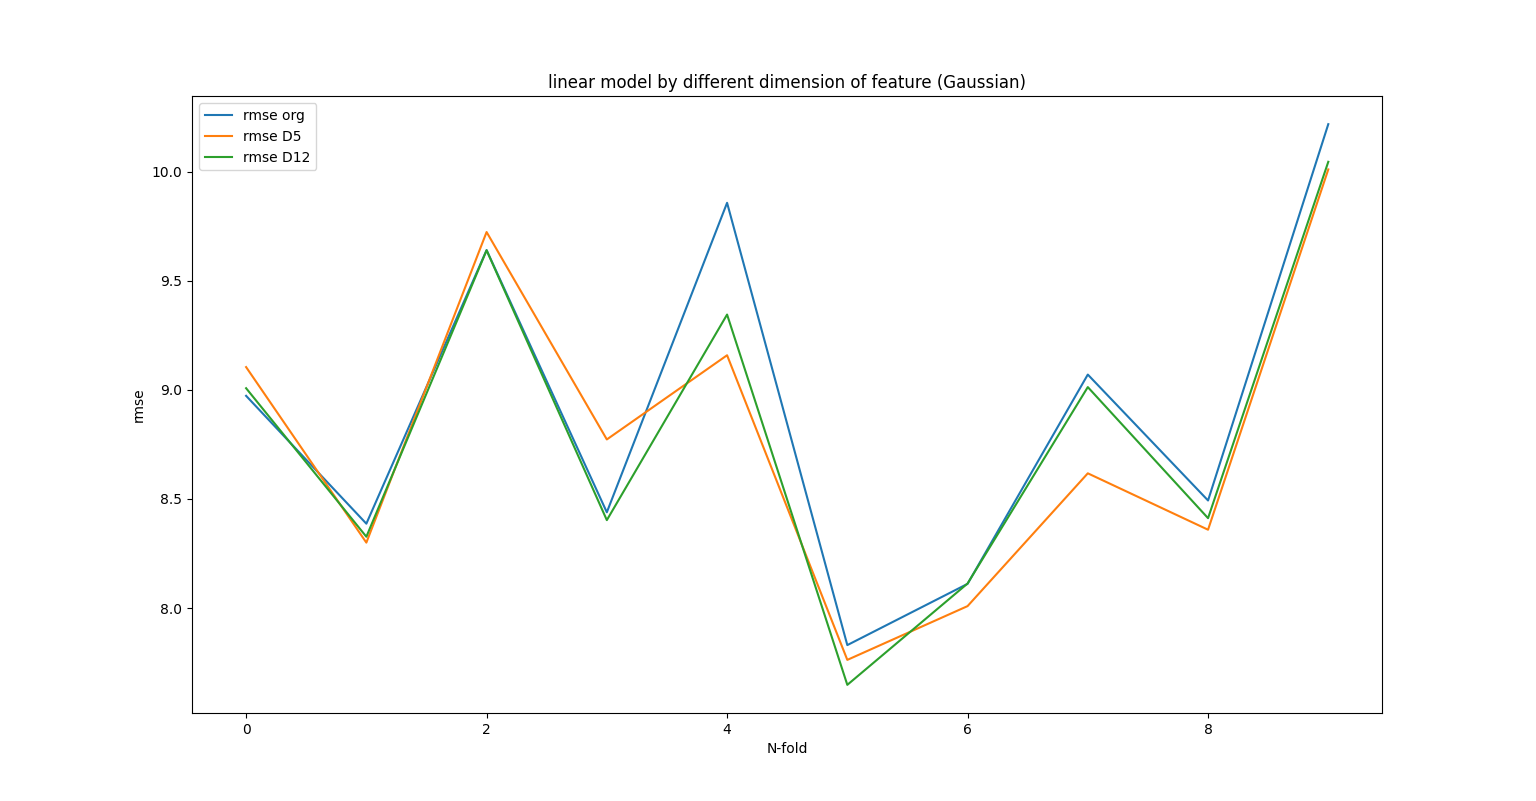 linear model by different dimension of feature (Gaussian)
rmse org
rmse D5
rmse D12
10.0
9.5
9.0
8.5
8.0
rmse
0 2 4 6 8
N-fold